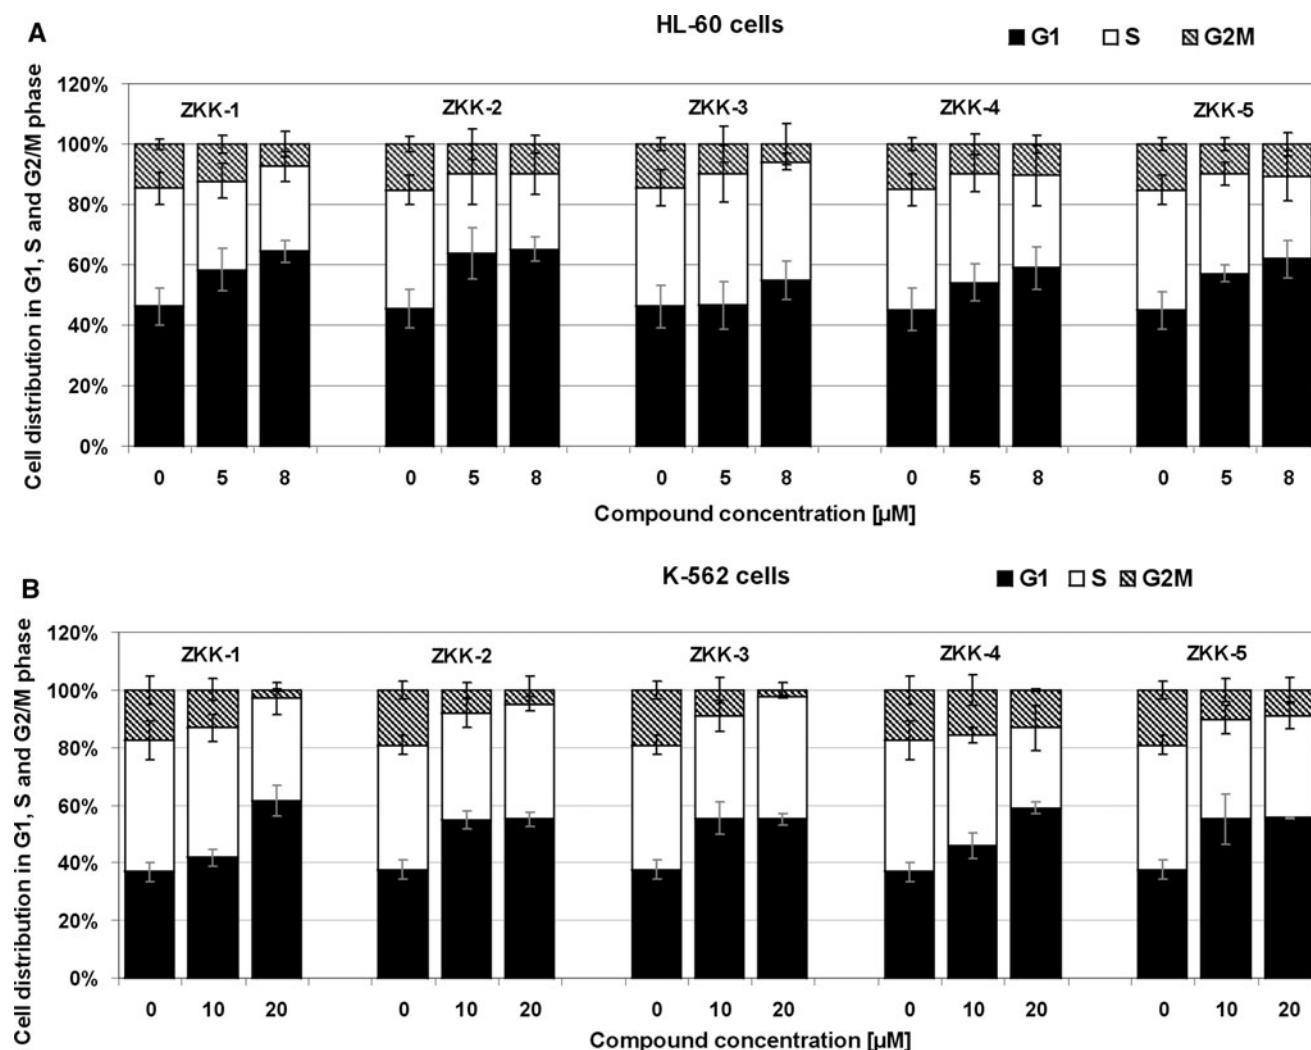 A
HL-60 cells
G1 S G2M
Cell distribution in G1, S and G2/M phase
120%
100%
80%
60%
40%
20%
0%
ZKK-1 ZKK-2 ZKK-3 ZKK-4 ZKK-5
0 5 8 0 5 8 0 5 8 0 5 8 0 5 8
Compound concentration [µM]
B
K-562 cells
G1 S G2M
Cell distribution in G1, S and G2/M phase
120%
100%
80%
60%
40%
20%
0%
ZKK-1 ZKK-2 ZKK-3 ZKK-4 ZKK-5
0 10 20 0 10 20 0 10 20 0 10 20 0 10 20
Compound concentration [µM]